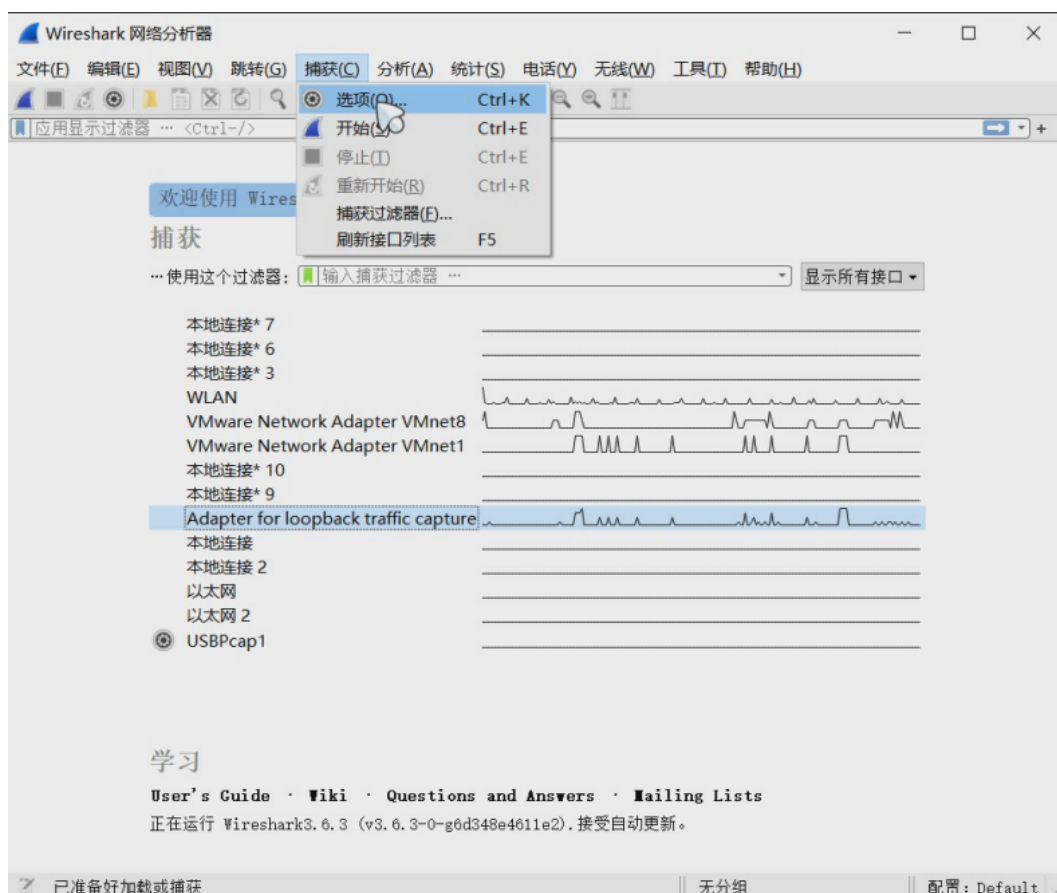 Wireshark 网络分析器
文件(F) 编辑(E) 视图(V) 跳转(G) 捕获(C) 分析(A) 统计(S) 电话(Y) 无线(W) 工具(T) 帮助(H)
选项(O)... Ctrl+K
应用显示过滤器 … <Ctrl-/>
开始(S) Ctrl+E
停止(T) Ctrl+E
重新开始(R) Ctrl+R
捕获过滤器(F)...
刷新接口列表 F5
欢迎使用 Wires
捕获
…使用这个过滤器: 输入捕获过滤器 … 显示所有接口
本地连接* 7
本地连接* 6
本地连接* 3
WLAN
VMware Network Adapter VMnet8
VMware Network Adapter VMnet1
本地连接* 10
本地连接* 9
Adapter for loopback traffic capture
本地连接
本地连接 2
以太网
以太网 2
USBPcap1
学习
User's Guide · Wiki · Questions and Answers · Mailing Lists
正在运行 Wireshark3.6.3 (v3.6.3-0-g6d348e4611e2).接受自动更新。
已准备好加载或捕获 无分组 配置: Default